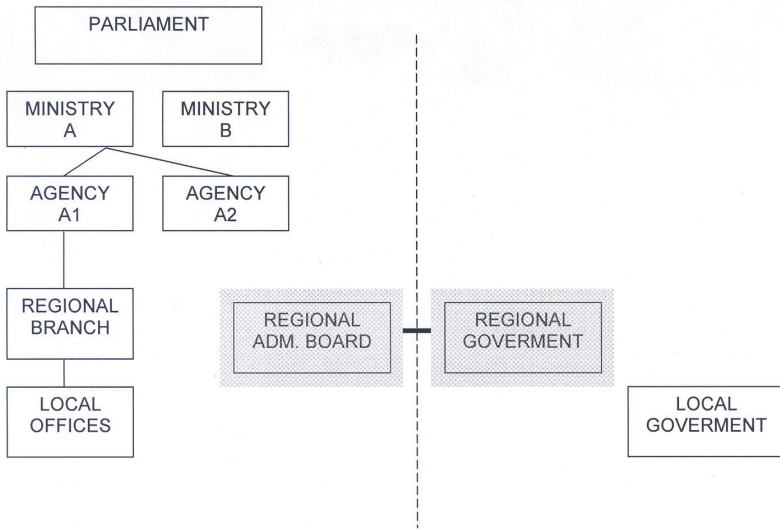 PARLIAMENT
MINISTRY
A
MINISTRY
B
AGENCY
A1
AGENCY
A2
REGIONAL
BRANCH
REGIONAL
ADM. BOARD
REGIONAL
GOVERMENT
LOCAL
OFFICES
LOCAL
GOVERMENT